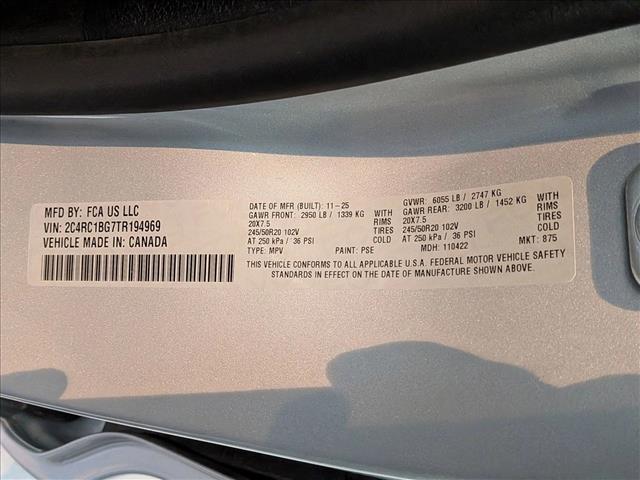 MFD BY: FCA US LLC
VIN: 2C4RC1BG7TR194969
VEHICLE MADE IN: CANADA
DATE OF MFR (BUILT): 11-25
GAWR FRONT: 2950 LB / 1339 KG WITH
20X7.5 RIMS
245/50R20 102V TIRES
AT 250 kPa / 36 PSI COLD
TYPE: MPV PAINT: PSE
GVWR: 6055 LB / 2747 KG
GAWR REAR: 3200 LB / 1452 KG WITH
20X7.5 RIMS
245/50R20 102V TIRES
AT 250 kPa / 36 PSI COLD
MDH: 110422 MKT: 875
THIS VEHICLE CONFORMS TO ALL APPLICABLE U.S.A. FEDERAL MOTOR VEHICLE SAFETY
STANDARDS IN EFFECT ON THE DATE OF MANUFACTURE SHOWN ABOVE.